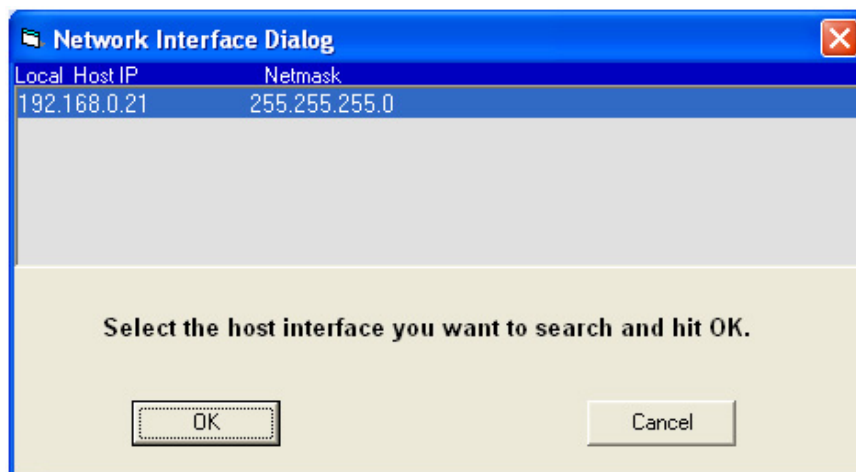 Network Interface Dialog
Local Host IP Netmask
192.168.0.21 255.255.255.0
Select the host interface you want to search and hit OK.
OK Cancel